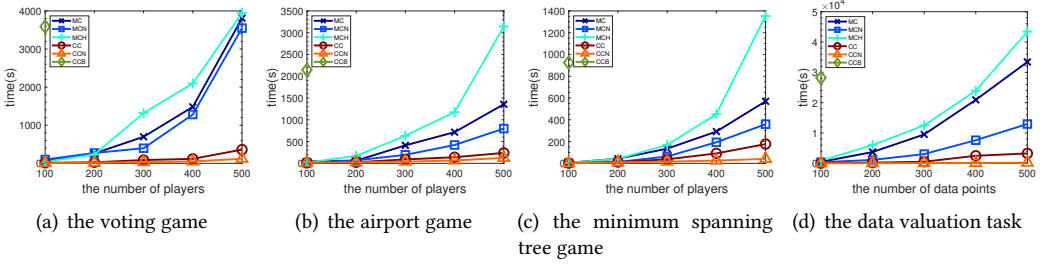 4000
3000
2000
1000
0
time(s)
100 200 300 400 500
the number of players
MC
MCN
MCH
CC
CCN
CCB
(a) the voting game
3500
3000
2500
2000
1500
1000
500
0
time(s)
100 200 300 400 500
the number of players
MC
MCN
MCH
CC
CCN
CCB
(b) the airport game
1400
1200
1000
800
600
400
200
0
time(s)
100 200 300 400 500
the number of players
MC
MCN
MCH
CC
CCN
CCB
(c) the minimum spanning
tree game
×10⁴
5
4
3
2
1
0
time(s)
100 200 300 400 500
the number of data points
MC
MCN
MCH
CC
CCN
CCB
(d) the data valuation task